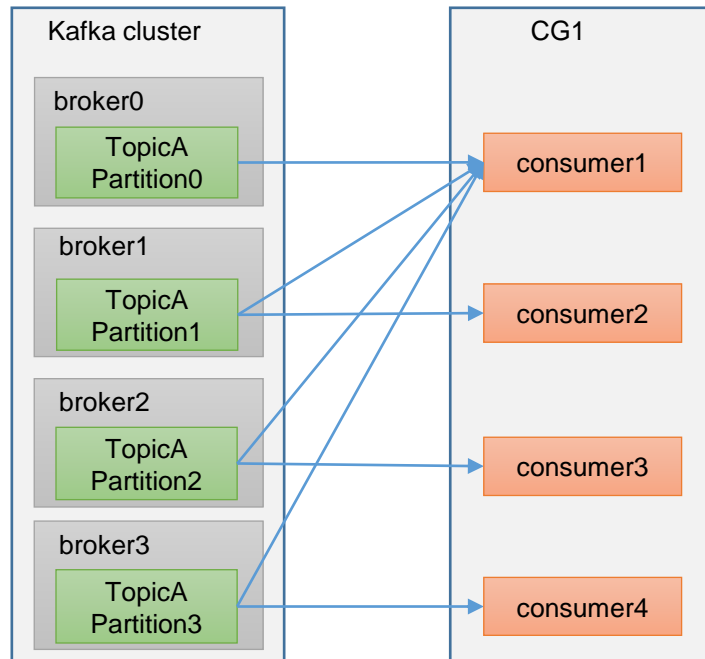 Kafka cluster
broker0
TopicA
Partition0
broker1
TopicA
Partition1
broker2
TopicA
Partition2
broker3
TopicA
Partition3
CG1
consumer1
consumer2
consumer3
consumer4